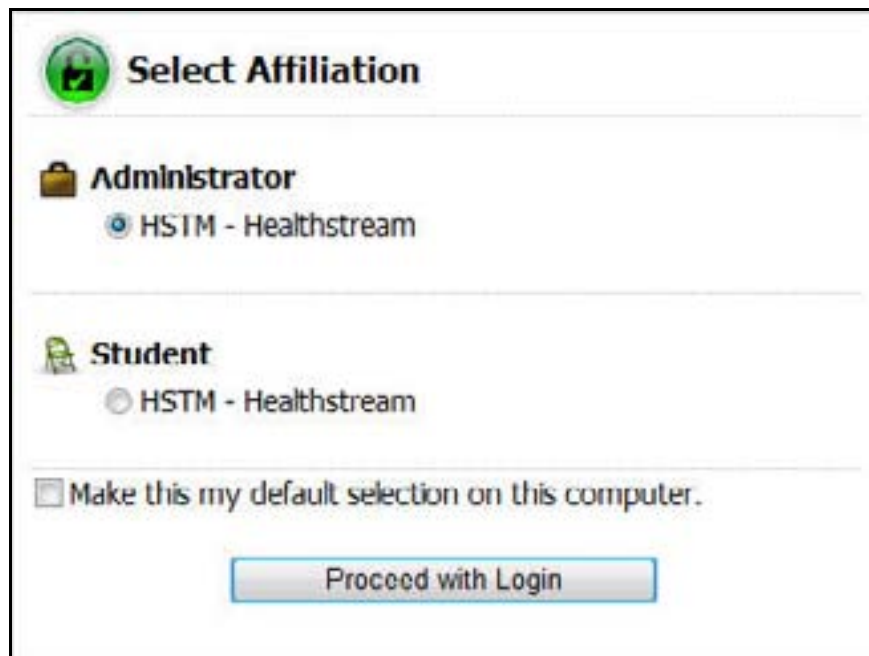 Select Affiliation
Administrator
HSTM - Healthstream
Student
HSTM - Healthstream
Make this my default selection on this computer.
Proceed with Login